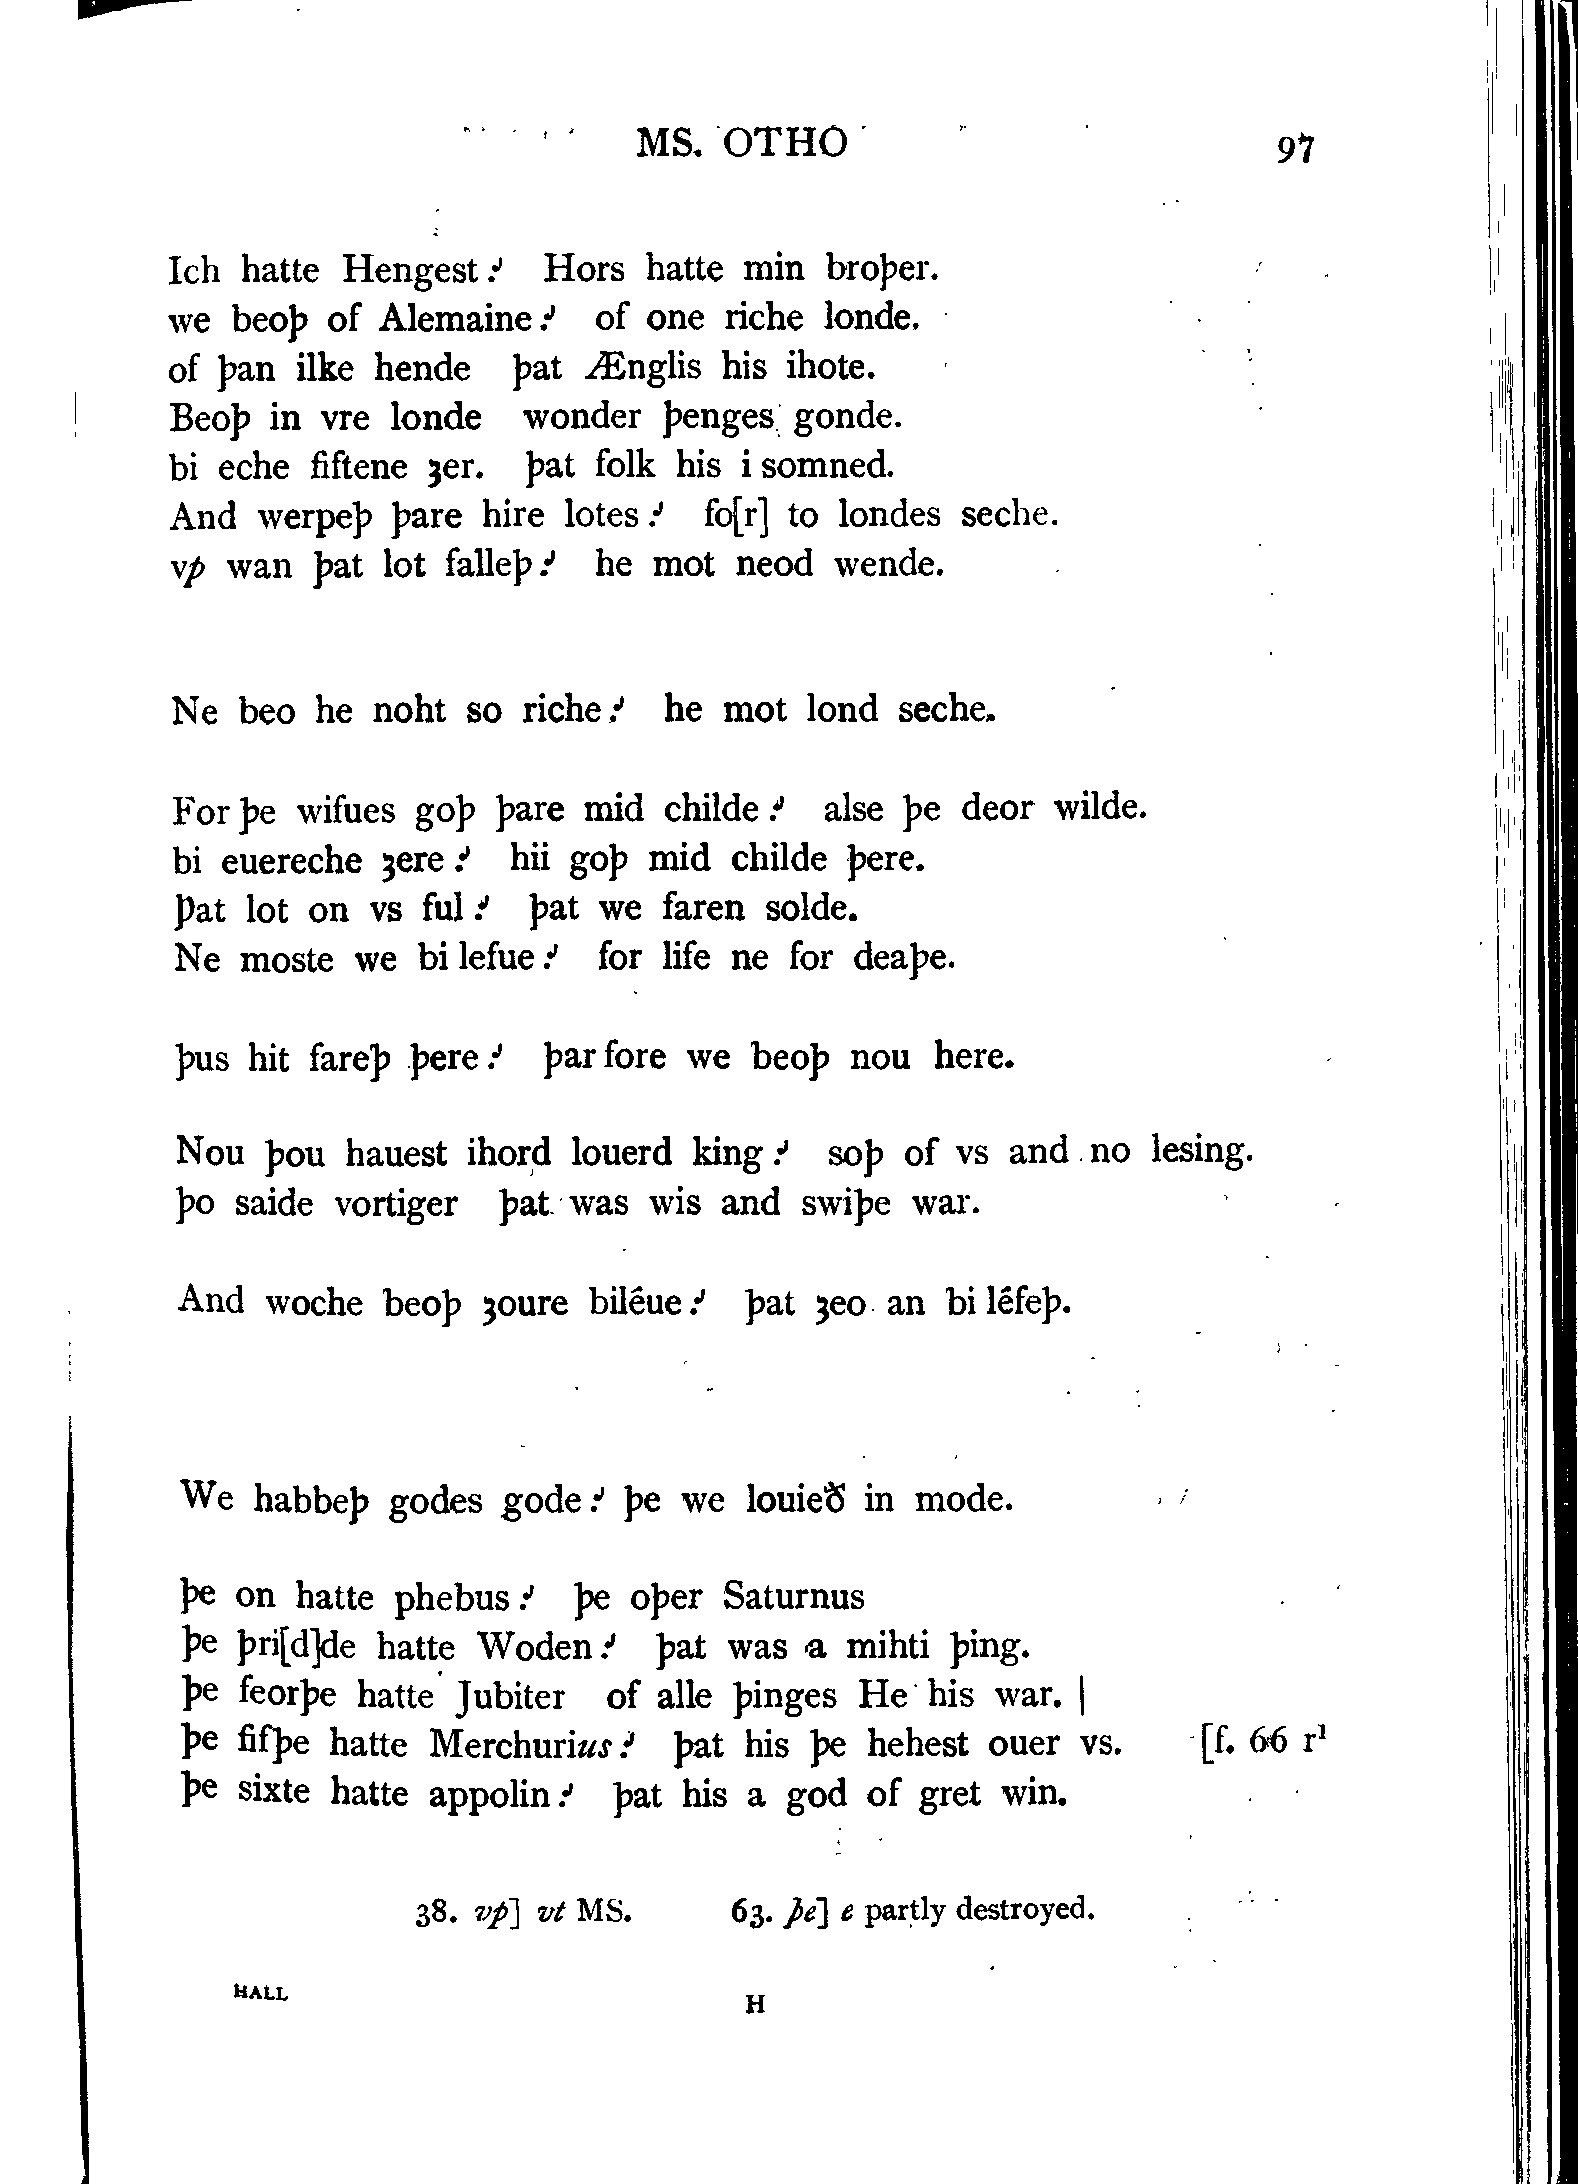 MS. OTHO 97
Ich hatte Hengest⸵ Hors hatte min broþer.
we beoþ of Alemaine⸵ of one riche londe.
of þan ilke hende þat Ænglis his ihote.
Beoþ in vre londe wonder þenges gonde.
bi eche fiftene ȝer. þat folk his i somned.
And werpeþ þare hire lotes⸵ fo[r] to londes seche.
vp wan þat lot falleþ⸵ he mot neod wende.
Ne beo he noht so riche⸵ he mot lond seche.
For þe wifues goþ þare mid childe⸵ alse þe deor wilde.
bi euereche ȝere⸵ hii goþ mid childe þere.
Þat lot on vs ful⸵ þat we faren solde.
Ne moste we bi lefue⸵ for life ne for deaþe.
þus hit fareþ þere⸵ þar fore we beoþ nou here.
Nou þou hauest ihord louerd king⸵ soþ of vs and no lesing.
þo saide vortiger þat was wis and swiþe war.
And woche beoþ ȝoure biléue⸵ þat ȝeo an bi léfeþ.
We habbeþ godes gode⸵ þe we louieð in mode.
þe on hatte phebus⸵ þe oþer Saturnus
þe þri[d]de hatte Woden⸵ þat was a mihti þing.
þe feorþe hatte Jubiter of alle þinges He his war. |
þe fifþe hatte Merchurius⸵ þat his þe hehest ouer vs. [f. 66 r¹
þe sixte hatte appolin⸵ þat his a god of gret win.
38. vp] vt MS. 63. þe] e partly destroyed.
HALL H